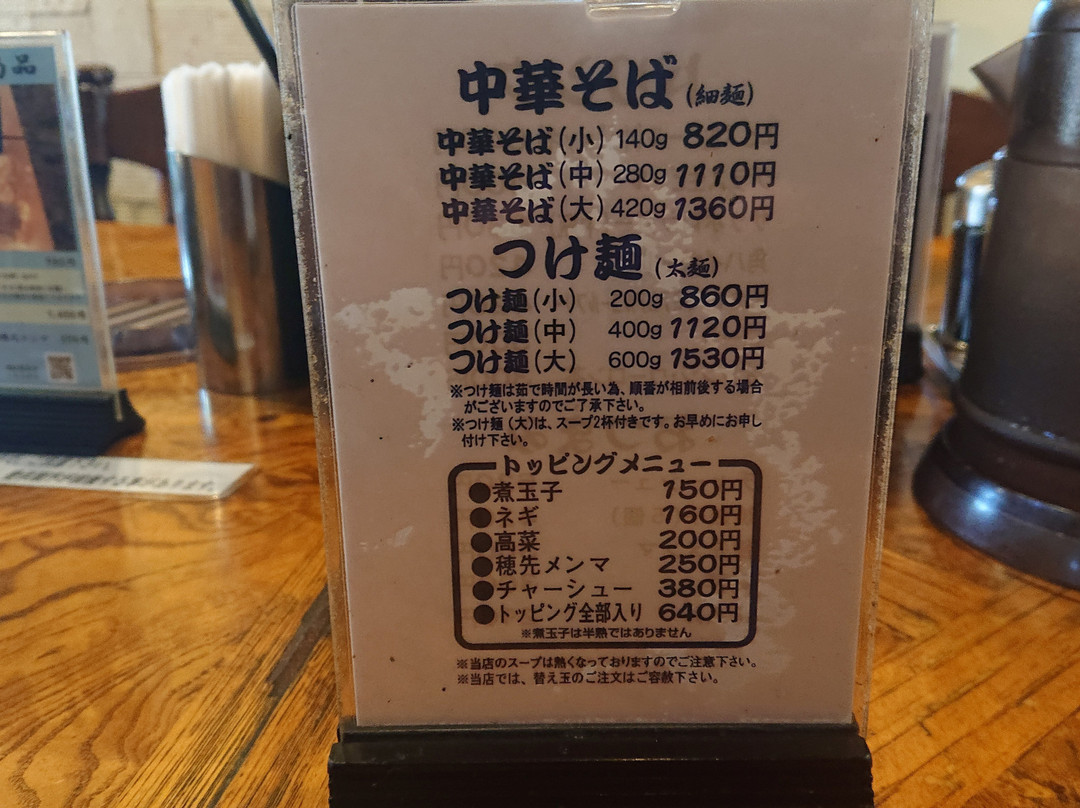 中華そば(細麺)
中華そば(小) 140g 820円
中華そば(中) 280g 1110円
中華そば(大) 420g 1360円
つけ麺(太麺)
つけ麺(小) 200g 860円
つけ麺(中) 400g 1120円
つけ麺(大) 600g 1530円
※つけ麺は茹で時間が長い為、順番が相前後する場合
がございますのでご了承下さい。
※つけ麺(大)は、スープ2杯付きです。お早めにお申し
付け下さい。
トッピングメニュー
●煮玉子 150円
●ネギ 160円
●高菜 200円
●穂先メンマ 250円
●チャーシュー 380円
●トッピング全部入り 640円
※煮玉子は半熟ではありません
※当店のスープは熱くなっておりますのでご注意下さい。
※当店では、替え玉のご注文はご容赦下さい。